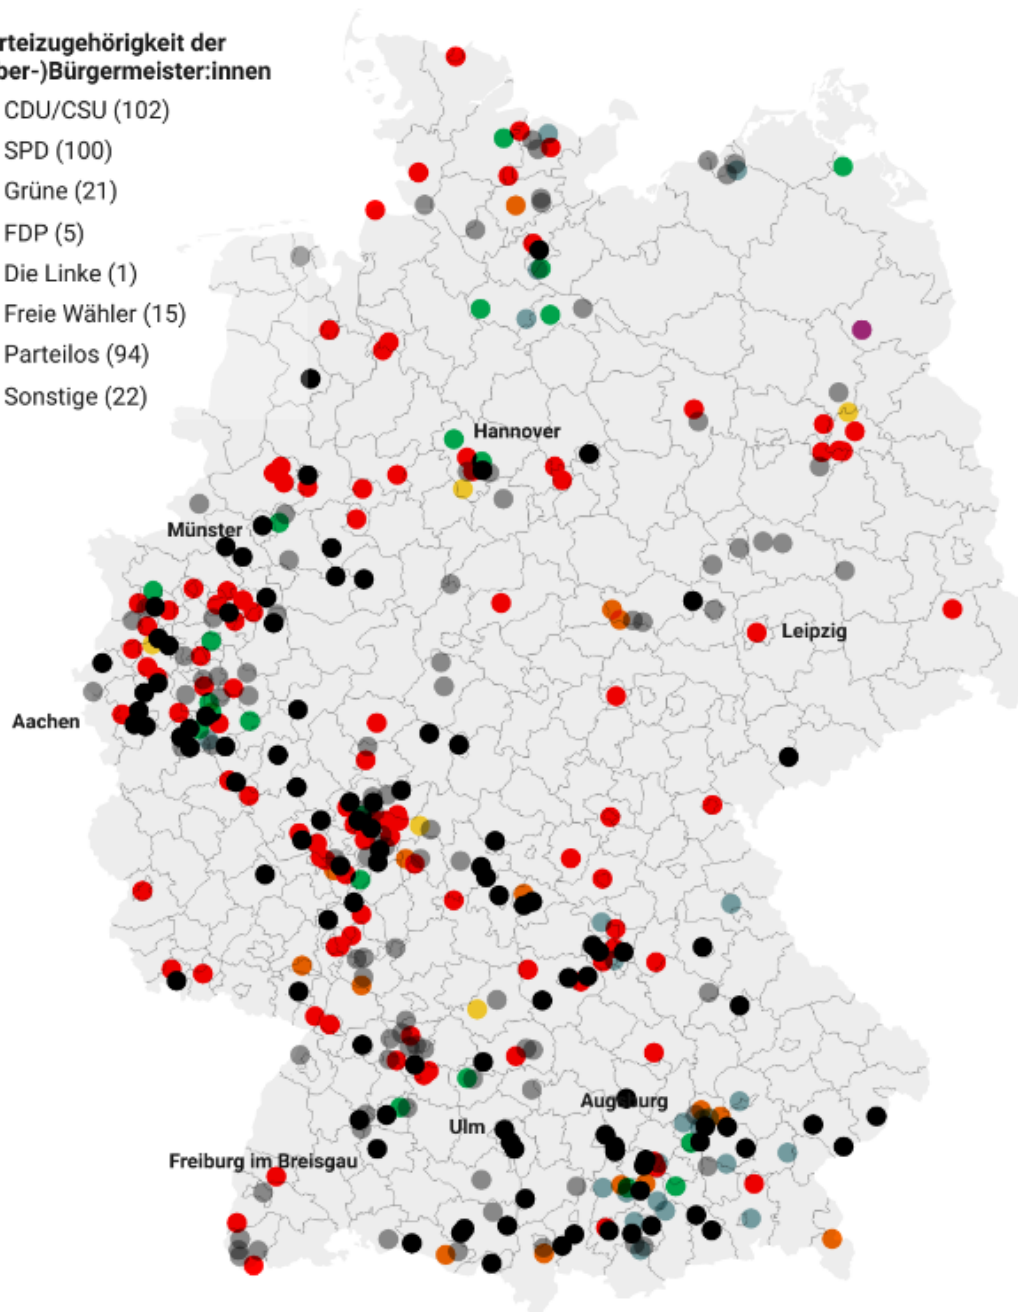 rteizugehörigkeit der
ber-)Bürgermeister:innen
CDU/CSU (102)
SPD (100)
Grüne (21)
FDP (5)
Die Linke (1)
Freie Wähler (15)
Parteilos (94)
Sonstige (22)
Hannover
Münster
Leipzig
Aachen
Augsburg
Ulm
Freiburg im Breisgau